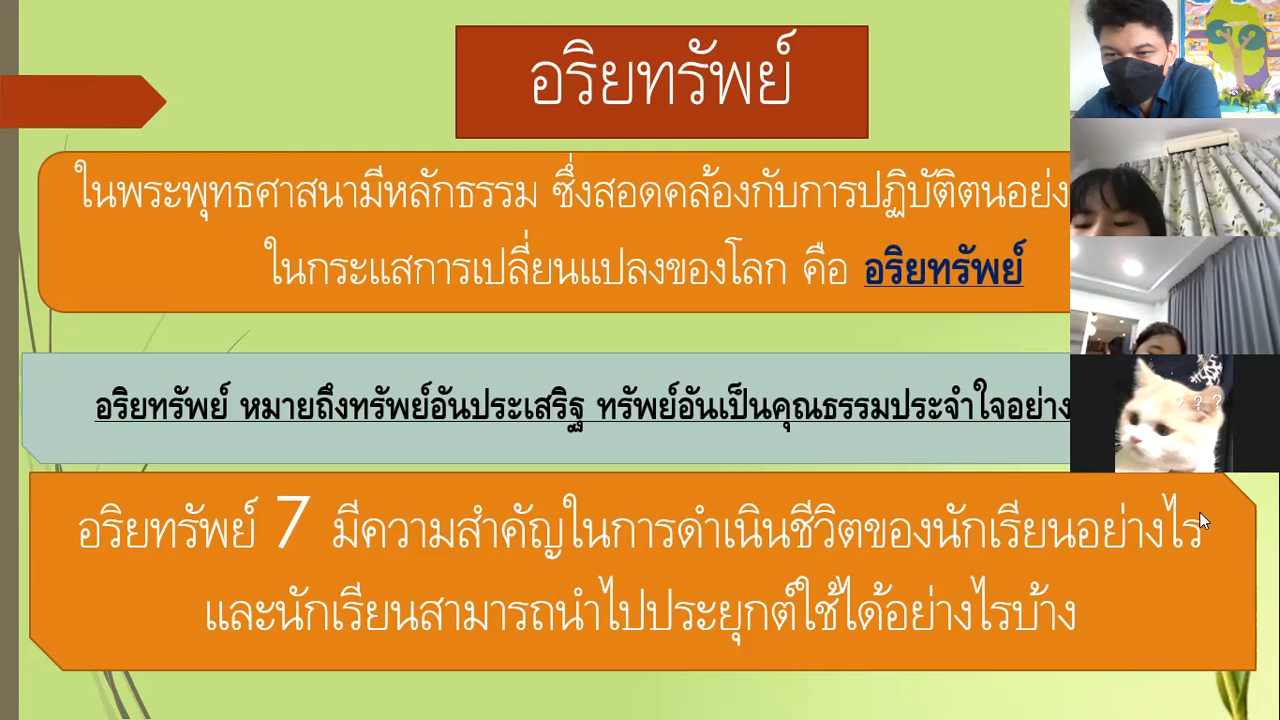 อริยทรัพย์
ในพระพุทธศาสนามีหลักธรรม ซึ่งสอดคล้องกับการปฏิบัติตนอย่ง
ในกระแสการเปลี่ยนแปลงของโลก คือ อริยทรัพย์
อริยทรัพย์ หมายถึงทรัพย์อันประเสริฐ ทรัพย์อันเป็นคุณธรรมประจำใจอย่าง
? ? ?
อริยทรัพย์ 7 มีความสำคัญในการดำเนินชีวิตของนักเรียนอย่างไร
และนักเรียนสามารถนำไปประยุกต์ใช้ได้อย่างไรบ้าง